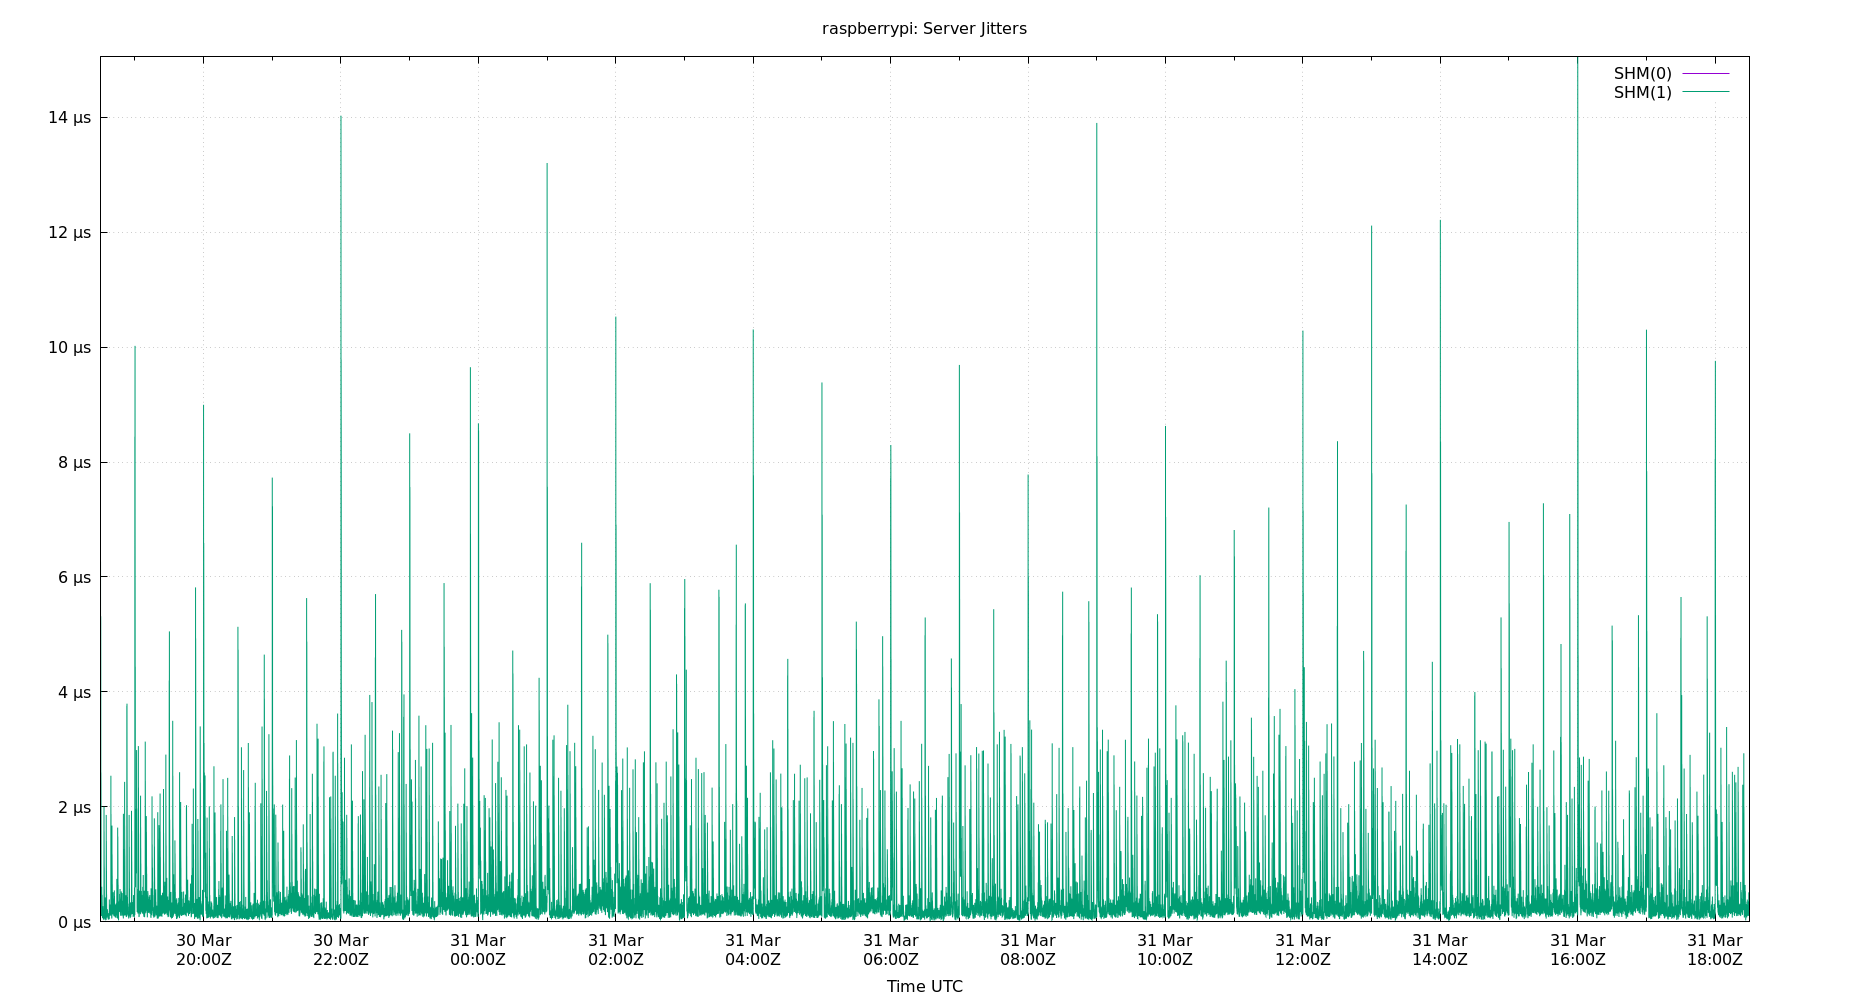 raspberrypi: Server Jitters
SHM(0)
SHM(1)
14 µs
12 µs
10 µs
8 µs
6 µs
4 µs
2 µs
0 µs
30 Mar 30 Mar 31 Mar 31 Mar 31 Mar 31 Mar 31 Mar 31 Mar 31 Mar 31 Mar 31 Mar 31 Mar
20:00Z 22:00Z 00:00Z 02:00Z 04:00Z 06:00Z 08:00Z 10:00Z 12:00Z 14:00Z 16:00Z 18:00Z
Time UTC